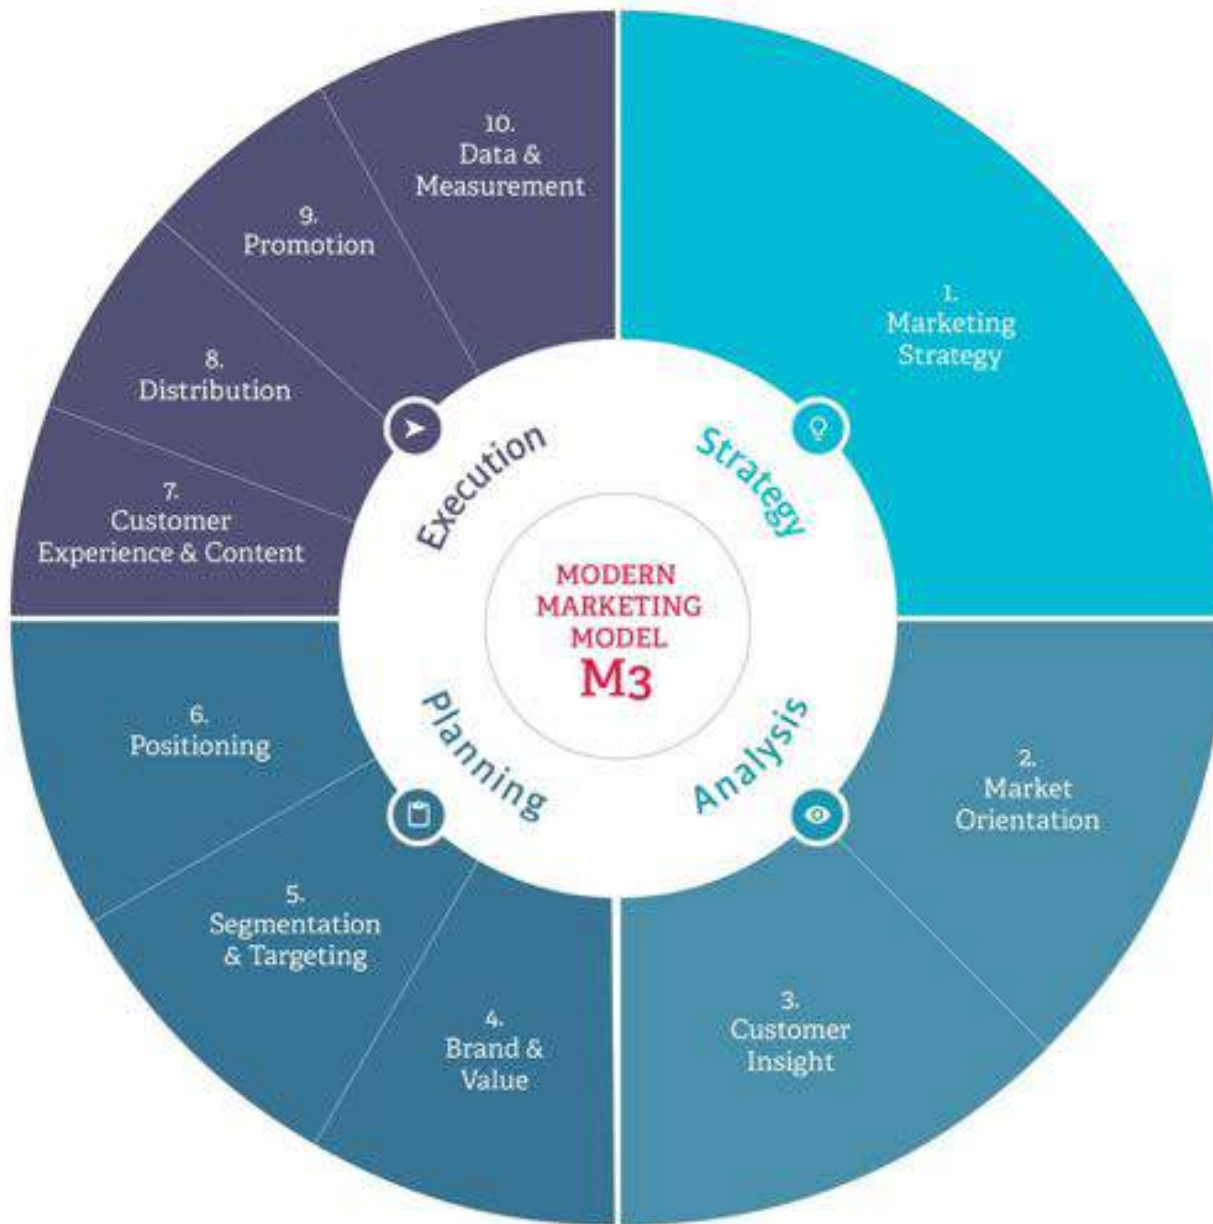 MODERN
MARKETING
MODEL
M3
Strategy
1.
Marketing
Strategy
Analysis
2.
Market
Orientation
3.
Customer
Insight
Planning
4.
Brand &
Value
5.
Segmentation
& Targeting
6.
Positioning
Execution
7.
Customer
Experience & Content
8.
Distribution
9.
Promotion
10.
Data &
Measurement